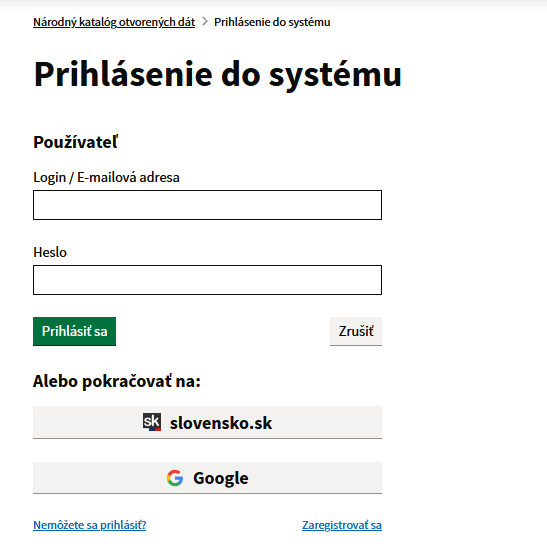 Národný katalóg otvorených dát > Prihlásenie do systému
Prihlásenie do systému
Používateľ
Login / E-mailová adresa
Heslo
Prihlásiť sa Zrušiť
Alebo pokračovať na:
sk slovensko.sk
Google
Nemôžete sa prihlásiť? Zaregistrovať sa